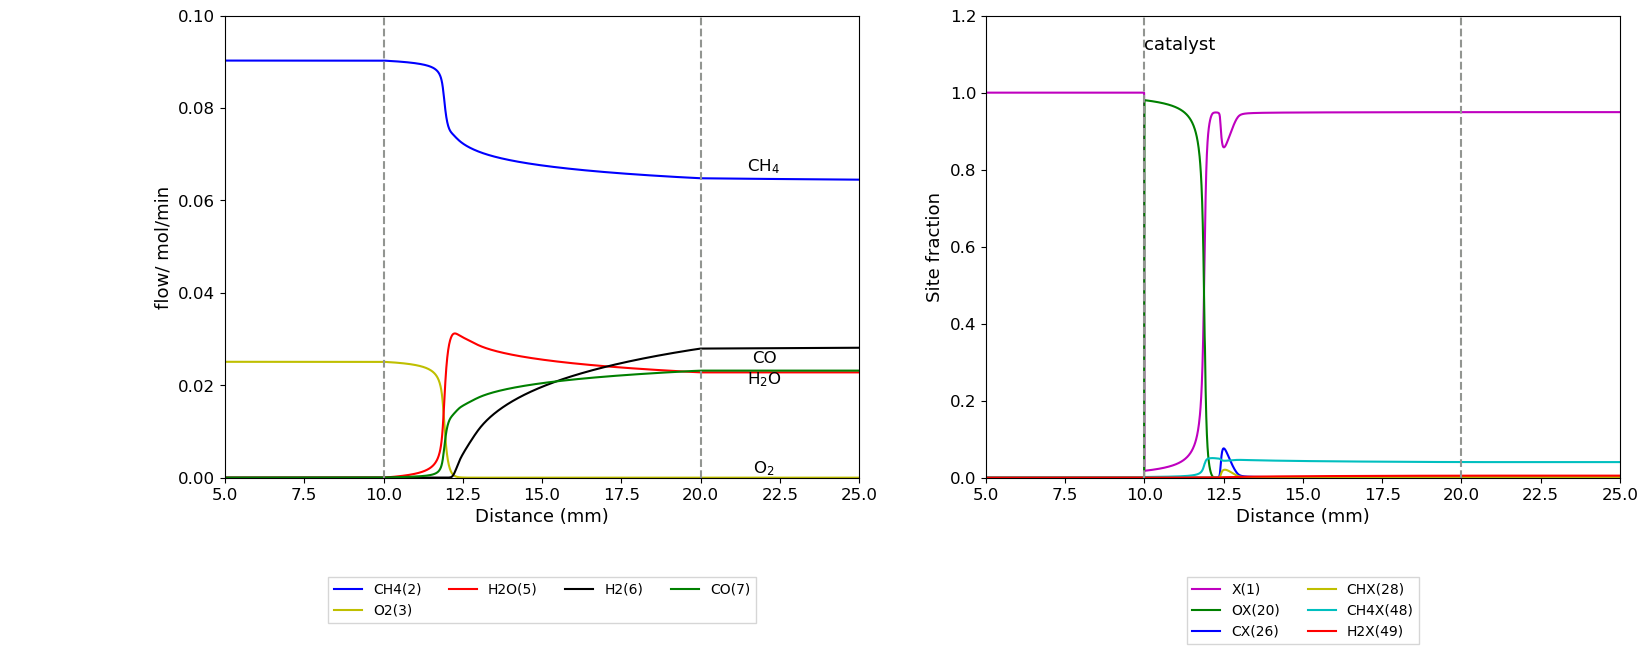 0.10
0.08
0.06
0.04
0.02
0.00
flow/ mol/min
CH4
CO
H2O
O2
5.0 7.5 10.0 12.5 15.0 17.5 20.0 22.5 25.0
Distance (mm)
CH4(2) H2O(5) H2(6) CO(7)
O2(3)
1.2
1.0
0.8
0.6
0.4
0.2
0.0
Site fraction
catalyst
5.0 7.5 10.0 12.5 15.0 17.5 20.0 22.5 25.0
Distance (mm)
X(1) CHX(28)
OX(20) CH4X(48)
CX(26) H2X(49)